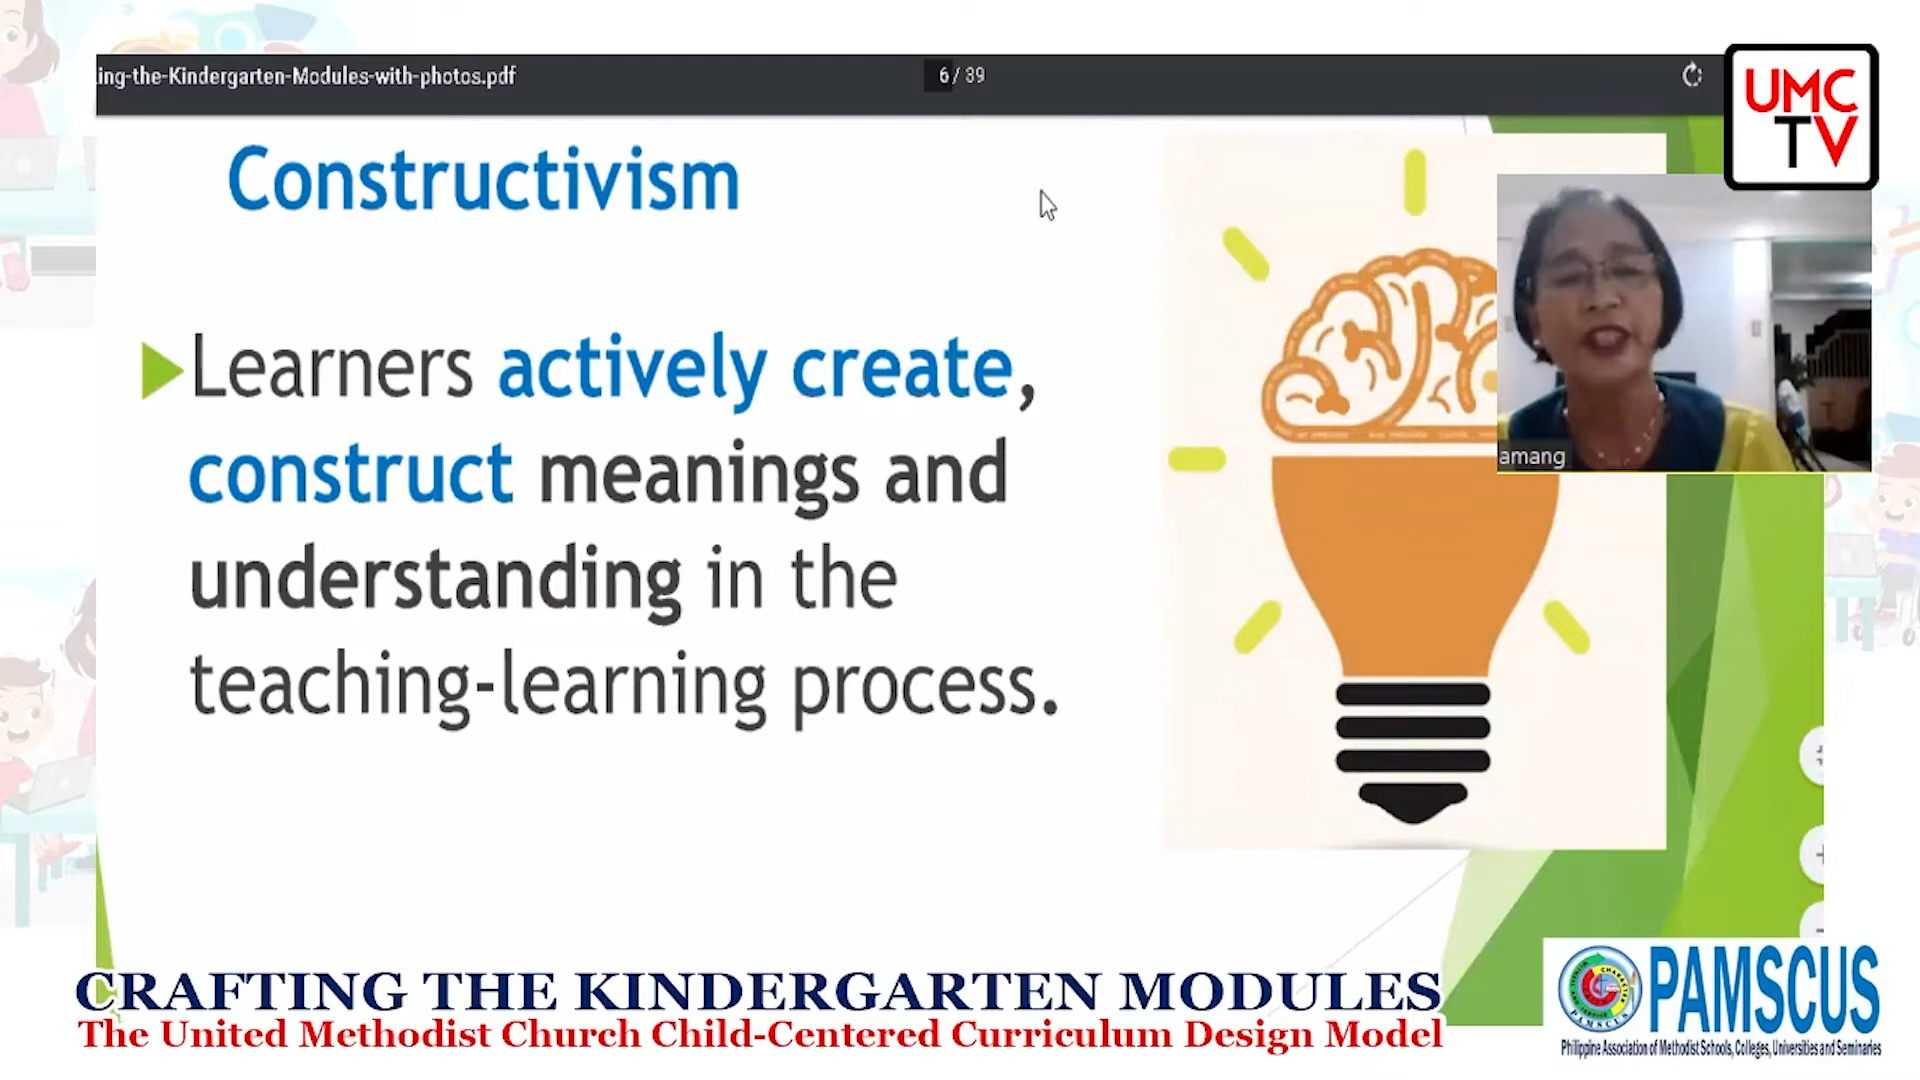 ing-the-Kindergarten-Modules-with-photos.pdf
6 / 39
UMC
TV
Constructivism
Learners actively create,
construct meanings and
understanding in the
teaching-learning process.
amang
CRAFTING THE KINDERGARTEN MODULES
The United Methodist Church Child-Centered Curriculum Design Model
PAMSCUS
Philippine Association of Methodist Schools, Colleges, Universities and Seminaries